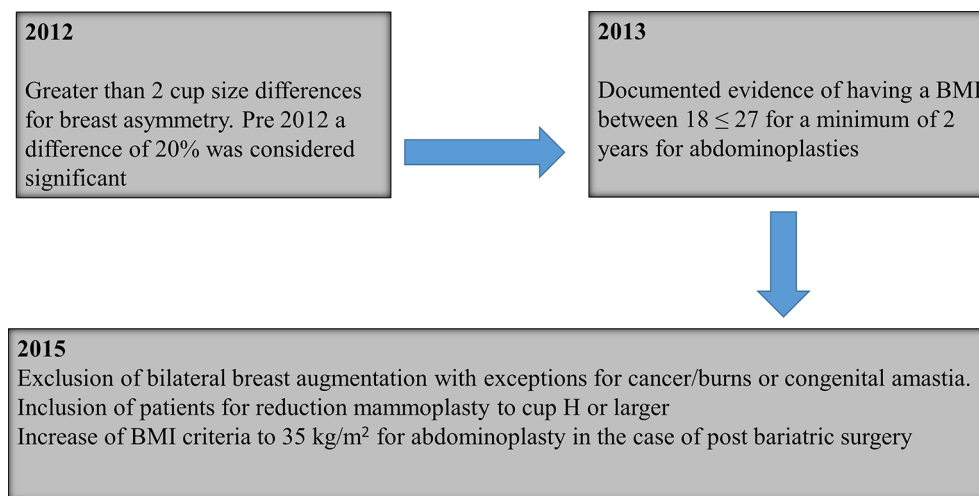 2012
Greater than 2 cup size differences
for breast asymmetry. Pre 2012 a
difference of 20% was considered
significant
2013
Documented evidence of having a BMI
between 18 ≤ 27 for a minimum of 2
years for abdominoplasties
2015
Exclusion of bilateral breast augmentation with exceptions for cancer/burns or congenital amastia.
Inclusion of patients for reduction mammoplasty to cup H or larger
Increase of BMI criteria to 35 kg/m² for abdominoplasty in the case of post bariatric surgery